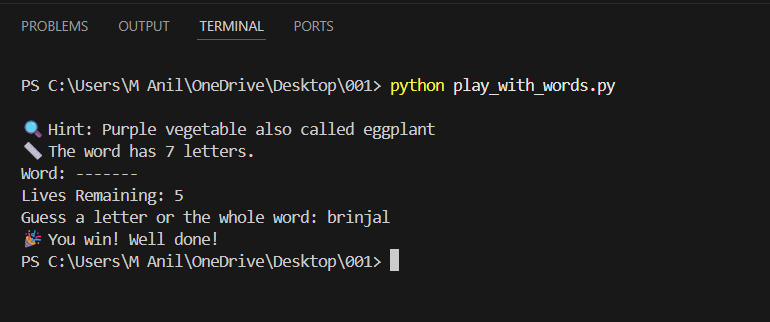 PROBLEMS OUTPUT TERMINAL PORTS
PS C:\Users\M Anil\OneDrive\Desktop\001> python play_with_words.py
🔍 Hint: Purple vegetable also called eggplant
📏 The word has 7 letters.
Word: -------
Lives Remaining: 5
Guess a letter or the whole word: brinjal
🎉 You win! Well done!
PS C:\Users\M Anil\OneDrive\Desktop\001>